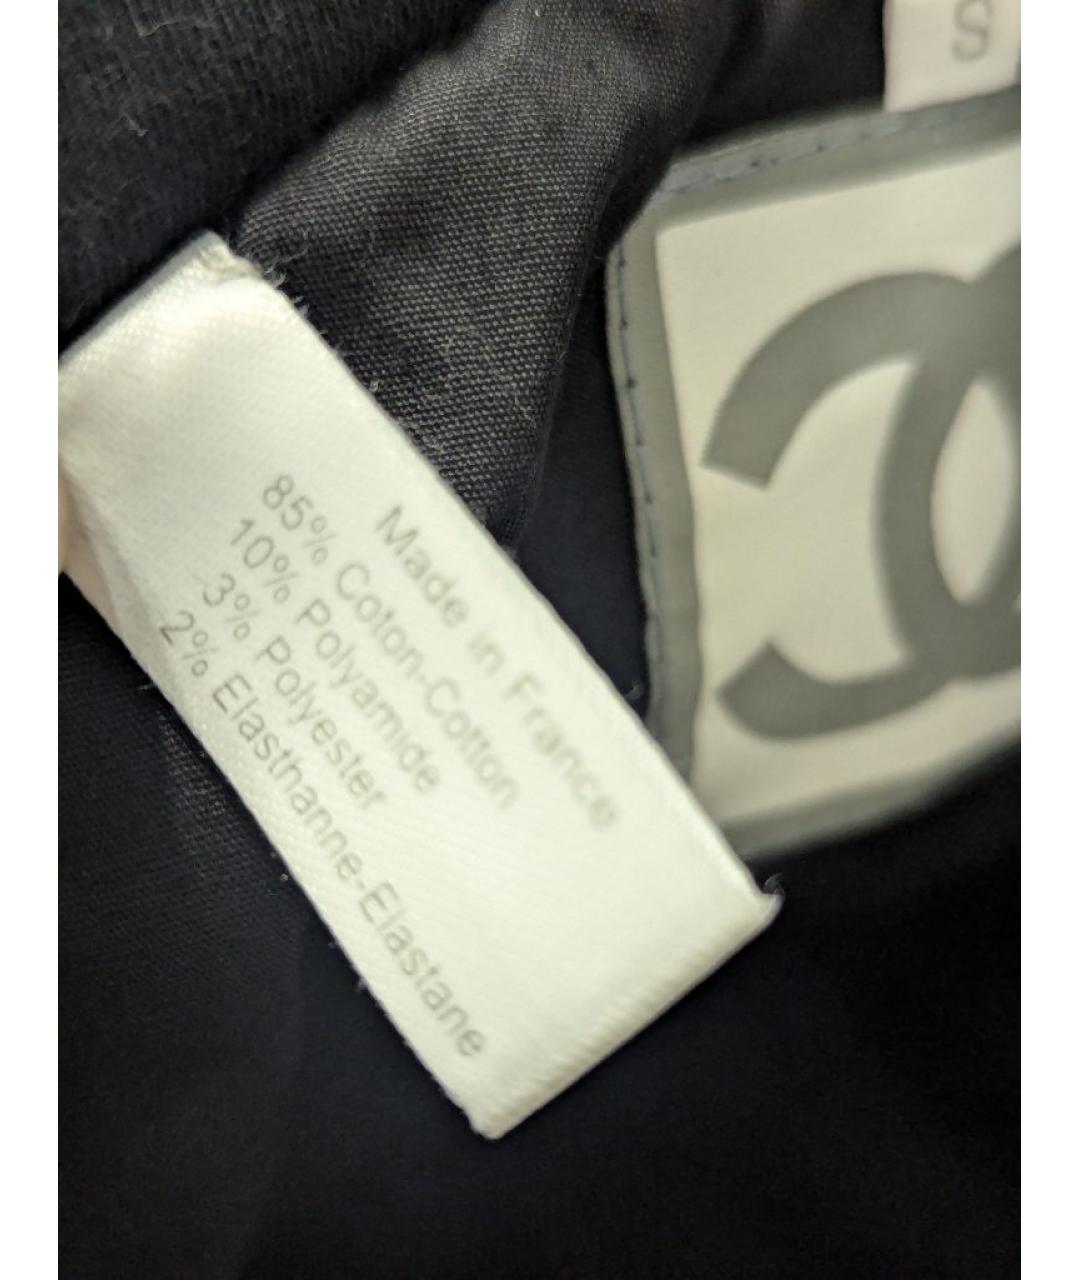 S
Made in France
85% Coton-Cotton
10% Polyamide
3% Polyester
2% Elasthanne-Elastane